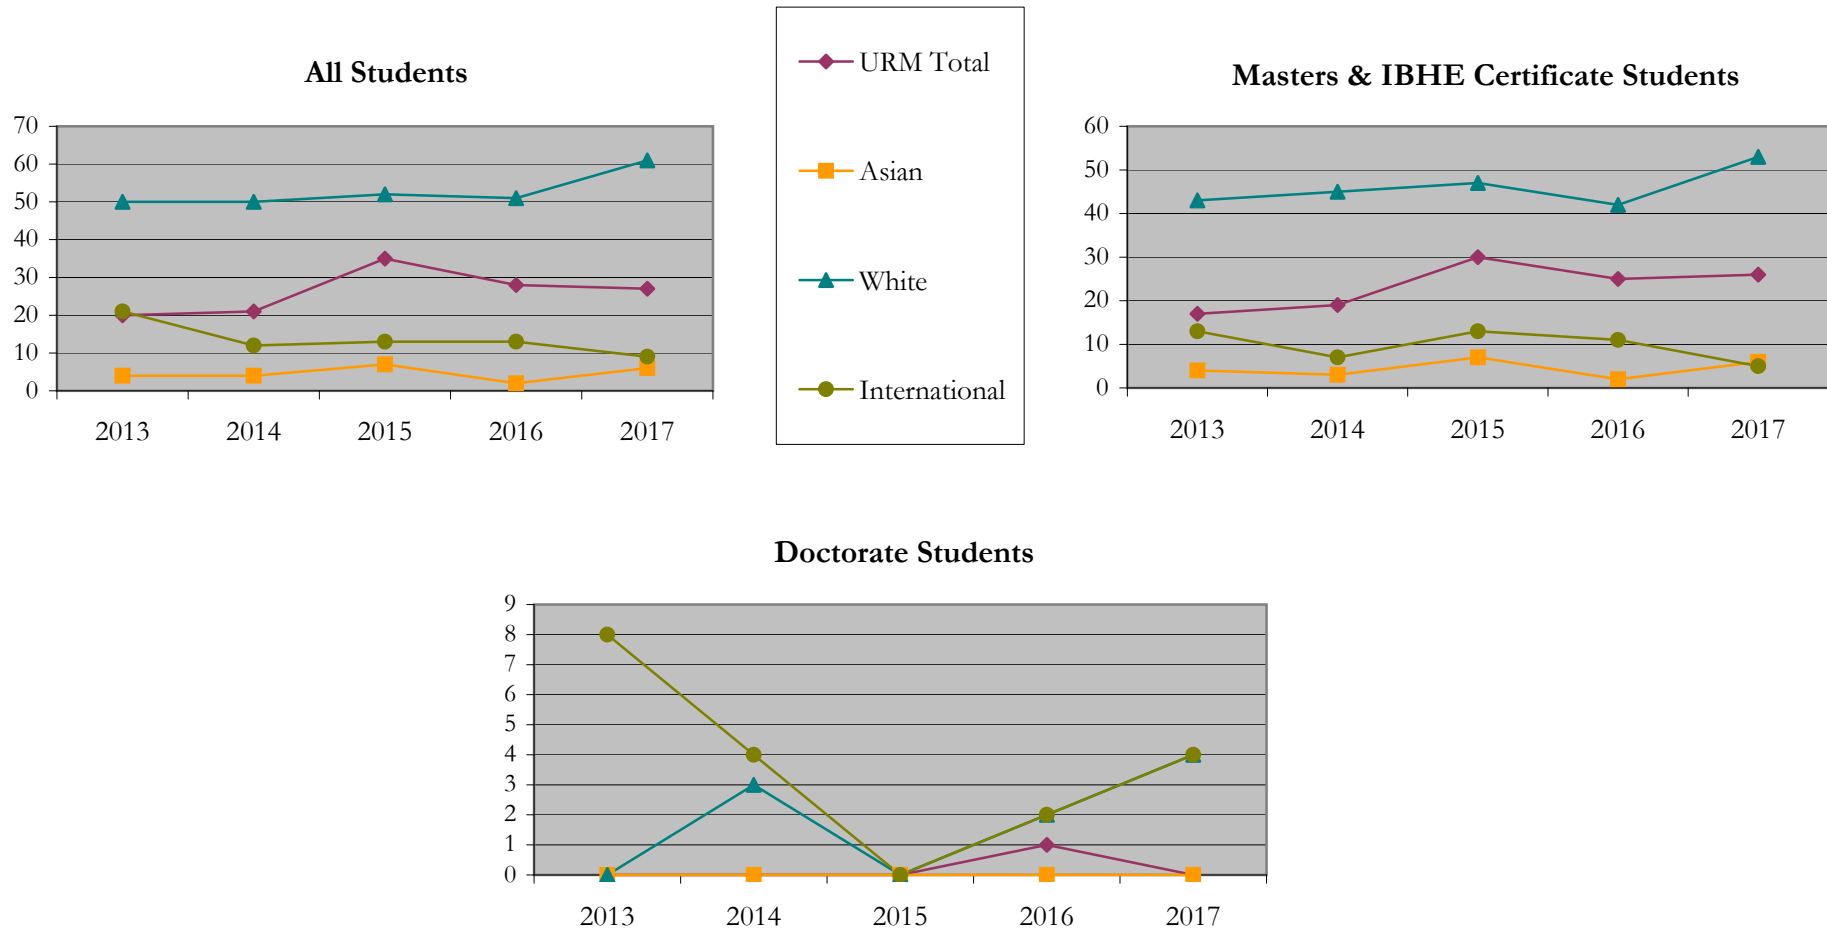 All Students
70
60
50
40
30
20
10
0
2013 2014 2015 2016 2017
URM Total
Asian
White
International
Masters & IBHE Certificate Students
60
50
40
30
20
10
0
2013 2014 2015 2016 2017
Doctorate Students
9
8
7
6
5
4
3
2
1
0
2013 2014 2015 2016 2017